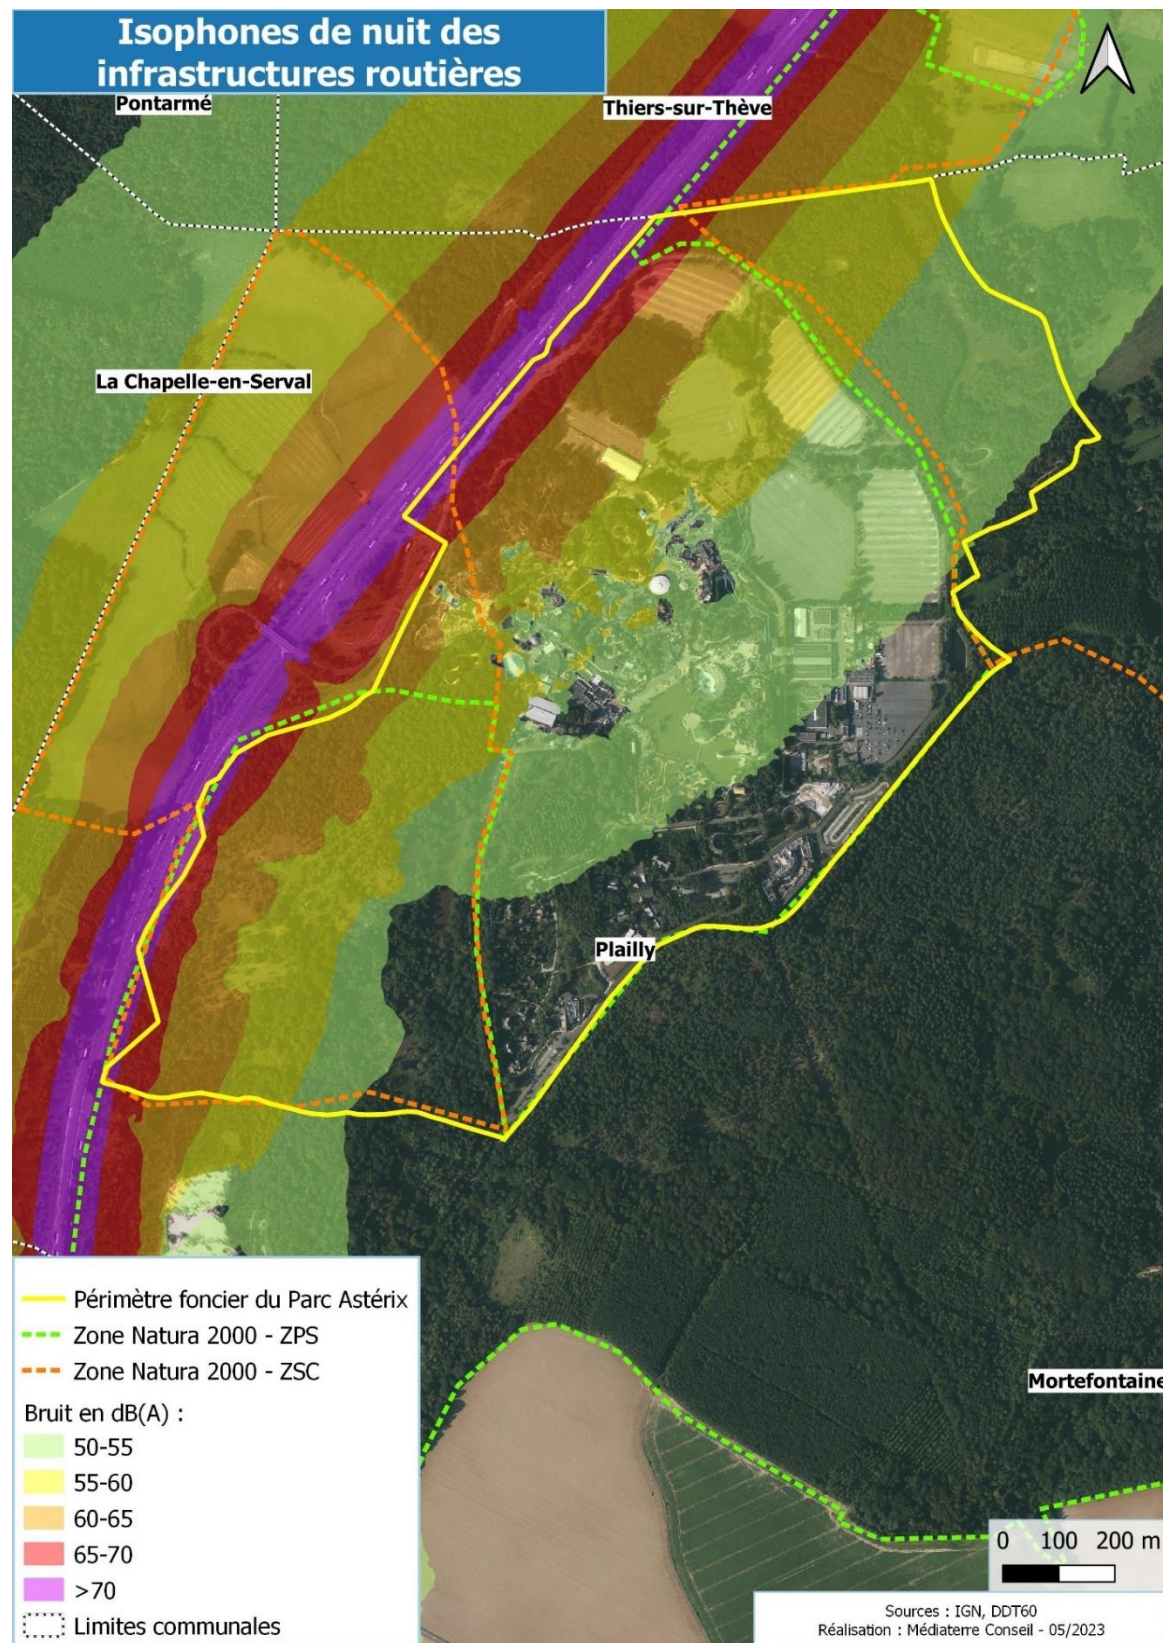 Isophones de nuit des
infrastructures routières
Pontarmé
Thiers-sur-Thève
La Chapelle-en-Serval
Plailly
Mortefontaine
Périmètre foncier du Parc Astérix
Zone Natura 2000 - ZPS
Zone Natura 2000 - ZSC
Bruit en dB(A) :
50-55
55-60
60-65
65-70
>70
Limites communales
0 100 200 m
Sources : IGN, DDT60
Réalisation : Médiaterre Conseil - 05/2023